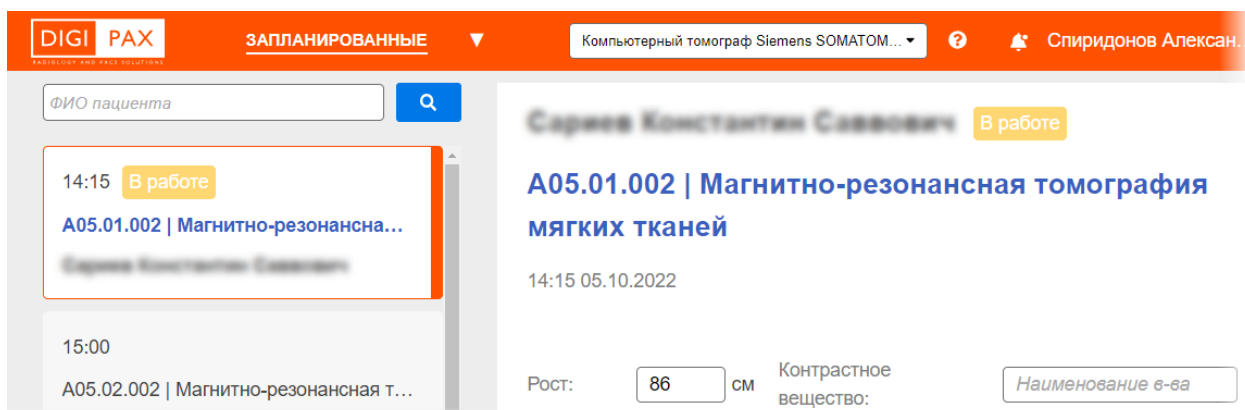 DIGI PAX
RADIOLOGY AND PACS SOLUTIONS
ЗАПЛАНИРОВАННЫЕ ▼
Компьютерный томограф Siemens SOMATOM...
?
Спиридонов Алексан...
ФИО пациента
14:15 В работе
A05.01.002 | Магнитно-резонансна...
15:00
A05.02.002 | Магнитно-резонансная т...
В работе
A05.01.002 | Магнитно-резонансная томография
мягких тканей
14:15 05.10.2022
Рост: 86 см
Контрастное
вещество:
Наименование в-ва